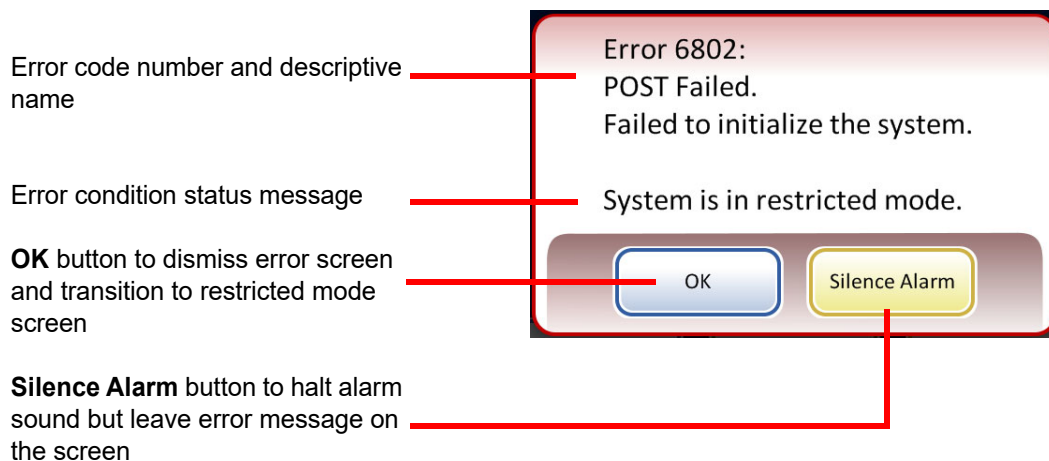 Error code number and descriptive
name
Error condition status message
OK button to dismiss error screen
and transition to restricted mode
screen
Silence Alarm button to halt alarm
sound but leave error message on
the screen
Error 6802:
POST Failed.
Failed to initialize the system.
System is in restricted mode.
OK
Silence Alarm